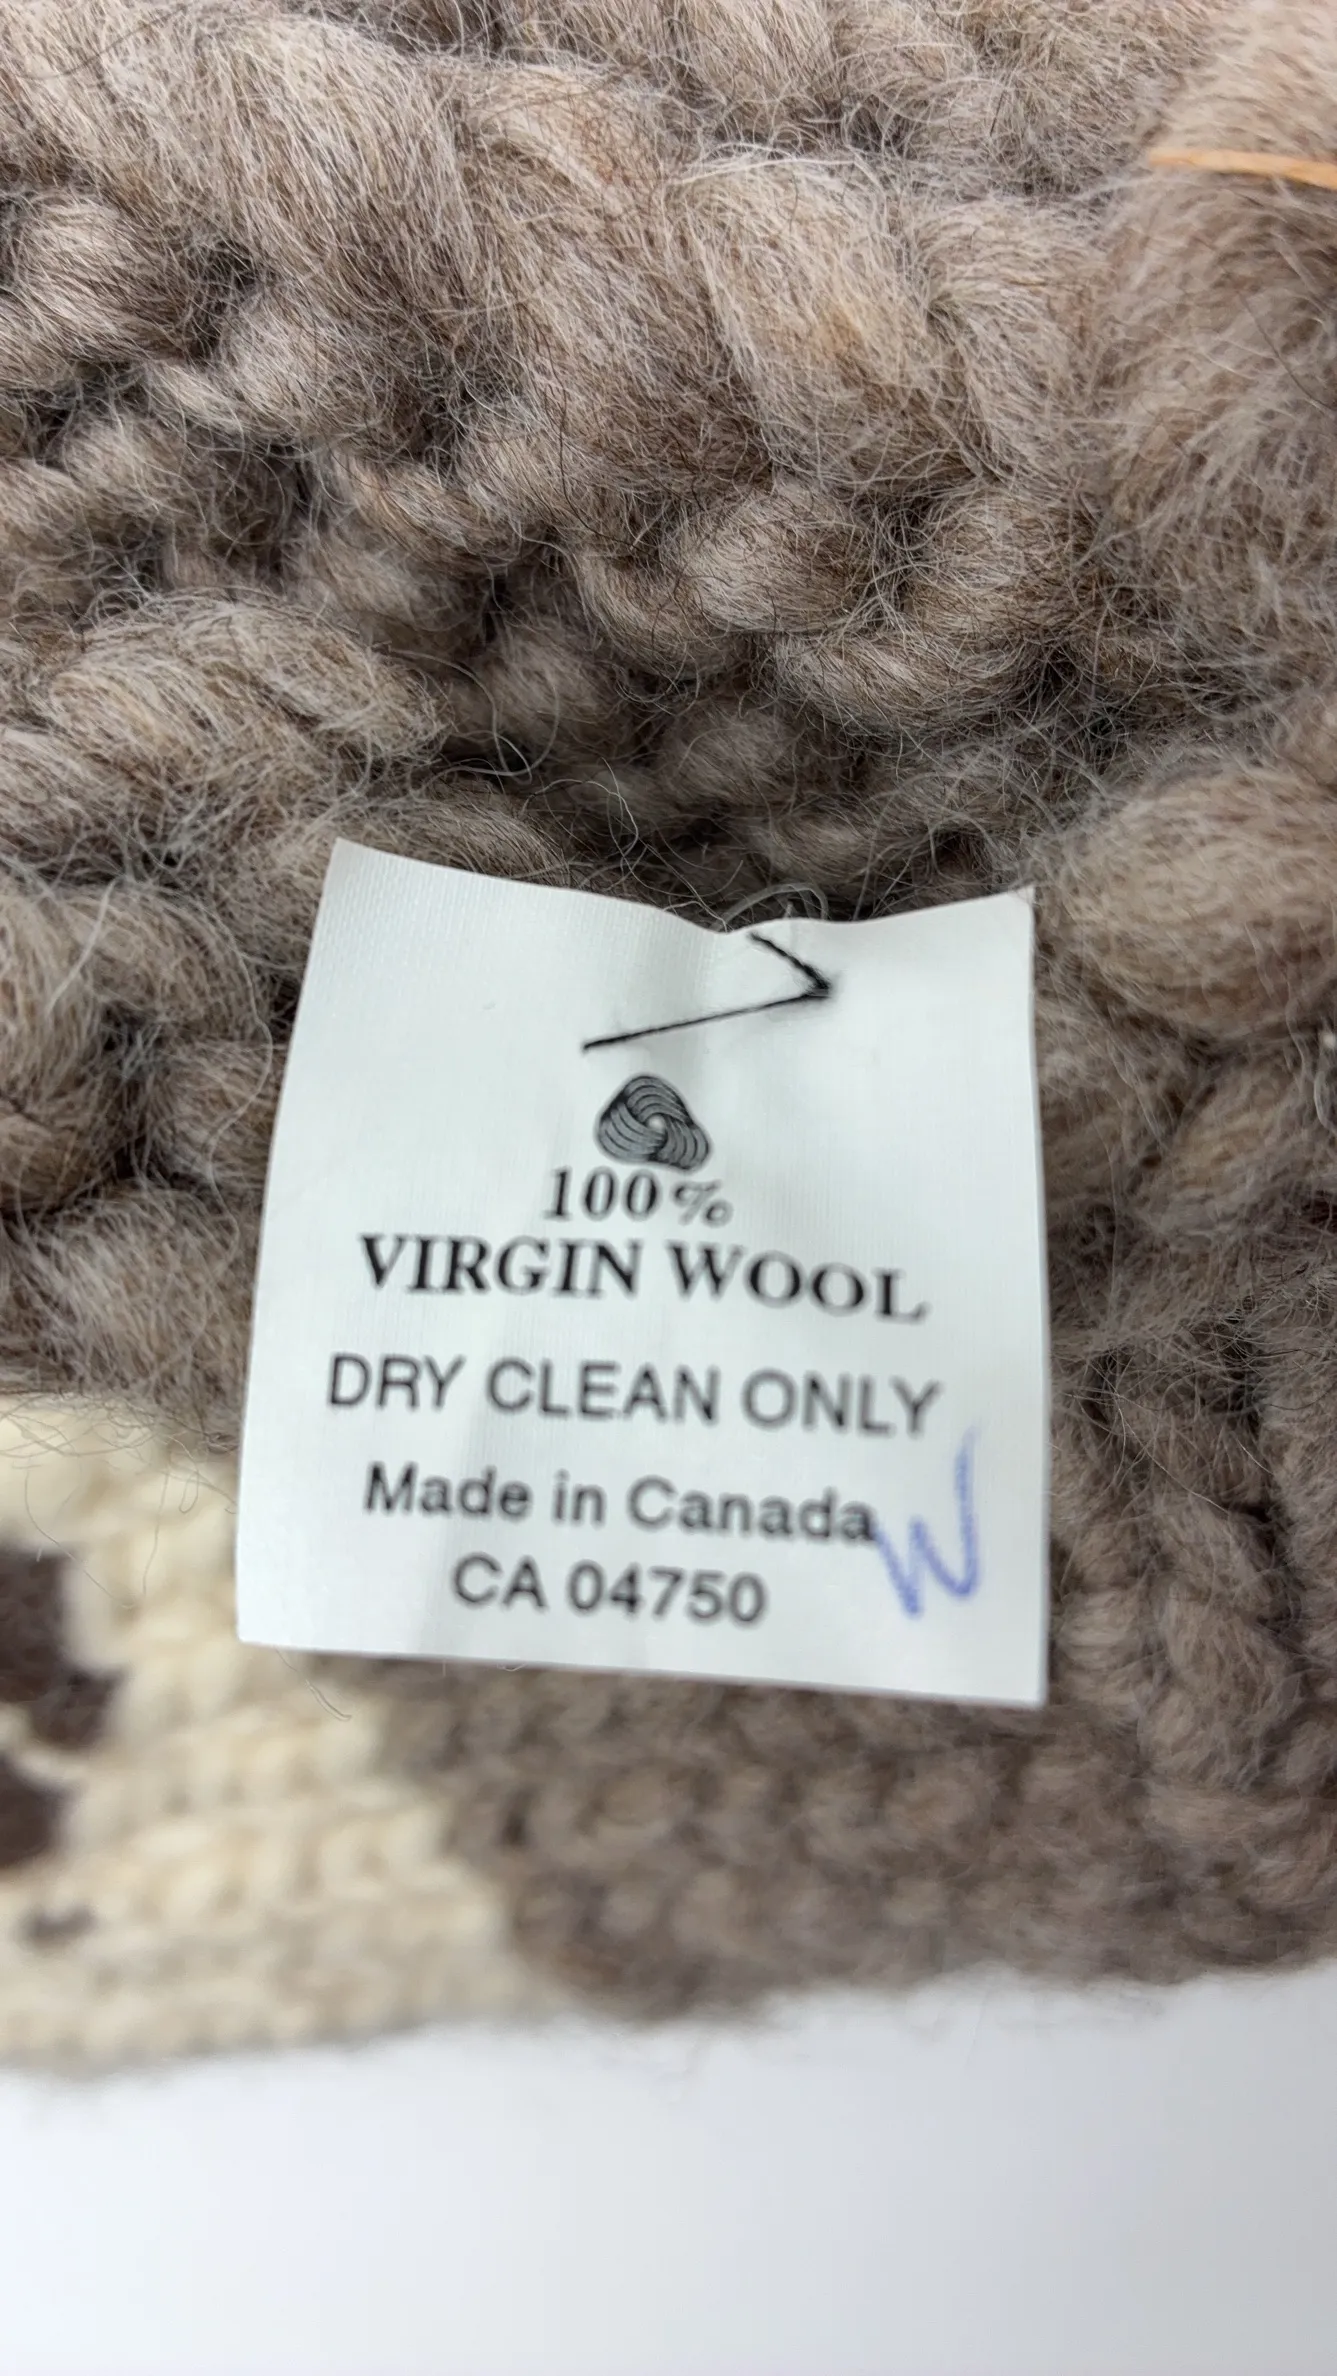 100%
VIRGIN WOOL
DRY CLEAN ONLY
Made in Canada
CA 04750
W